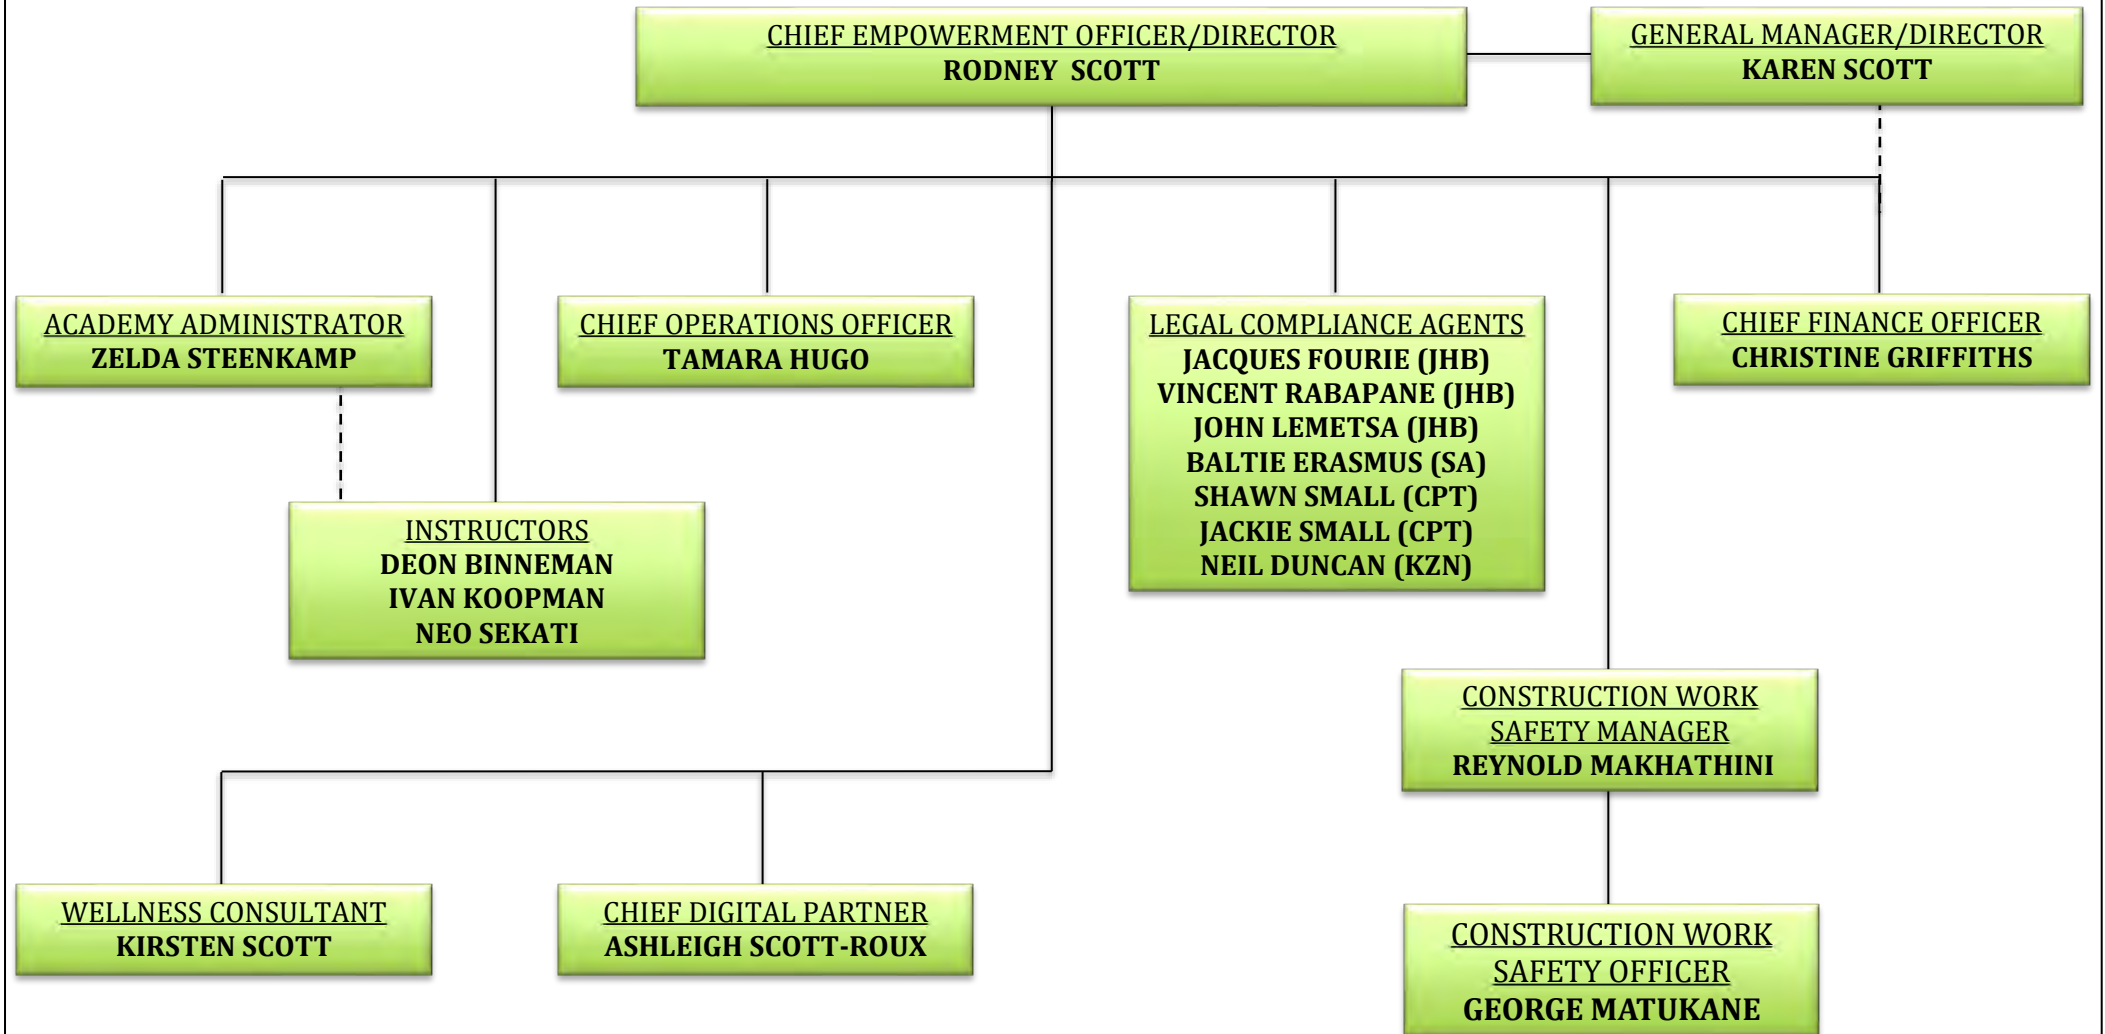 CHIEF EMPOWERMENT OFFICER/DIRECTOR
RODNEY SCOTT
GENERAL MANAGER/DIRECTOR
KAREN SCOTT
ACADEMY ADMINISTRATOR
ZELDA STEENKAMP
CHIEF OPERATIONS OFFICER
TAMARA HUGO
LEGAL COMPLIANCE AGENTS
JACQUES FOURIE (JHB)
VINCENT RABAPANE (JHB)
JOHN LEMETSA (JHB)
BALTIE ERASMUS (SA)
SHAWN SMALL (CPT)
JACKIE SMALL (CPT)
NEIL DUNCAN (KZN)
CHIEF FINANCE OFFICER
CHRISTINE GRIFFITHS
INSTRUCTORS
DEON BINNEMAN
IVAN KOOPMAN
NEO SEKATI
CONSTRUCTION WORK
SAFETY MANAGER
REYNOLD MAKHATHINI
WELLNESS CONSULTANT
KIRSTEN SCOTT
CHIEF DIGITAL PARTNER
ASHLEIGH SCOTT-ROUX
CONSTRUCTION WORK
SAFETY OFFICER
GEORGE MATUKANE